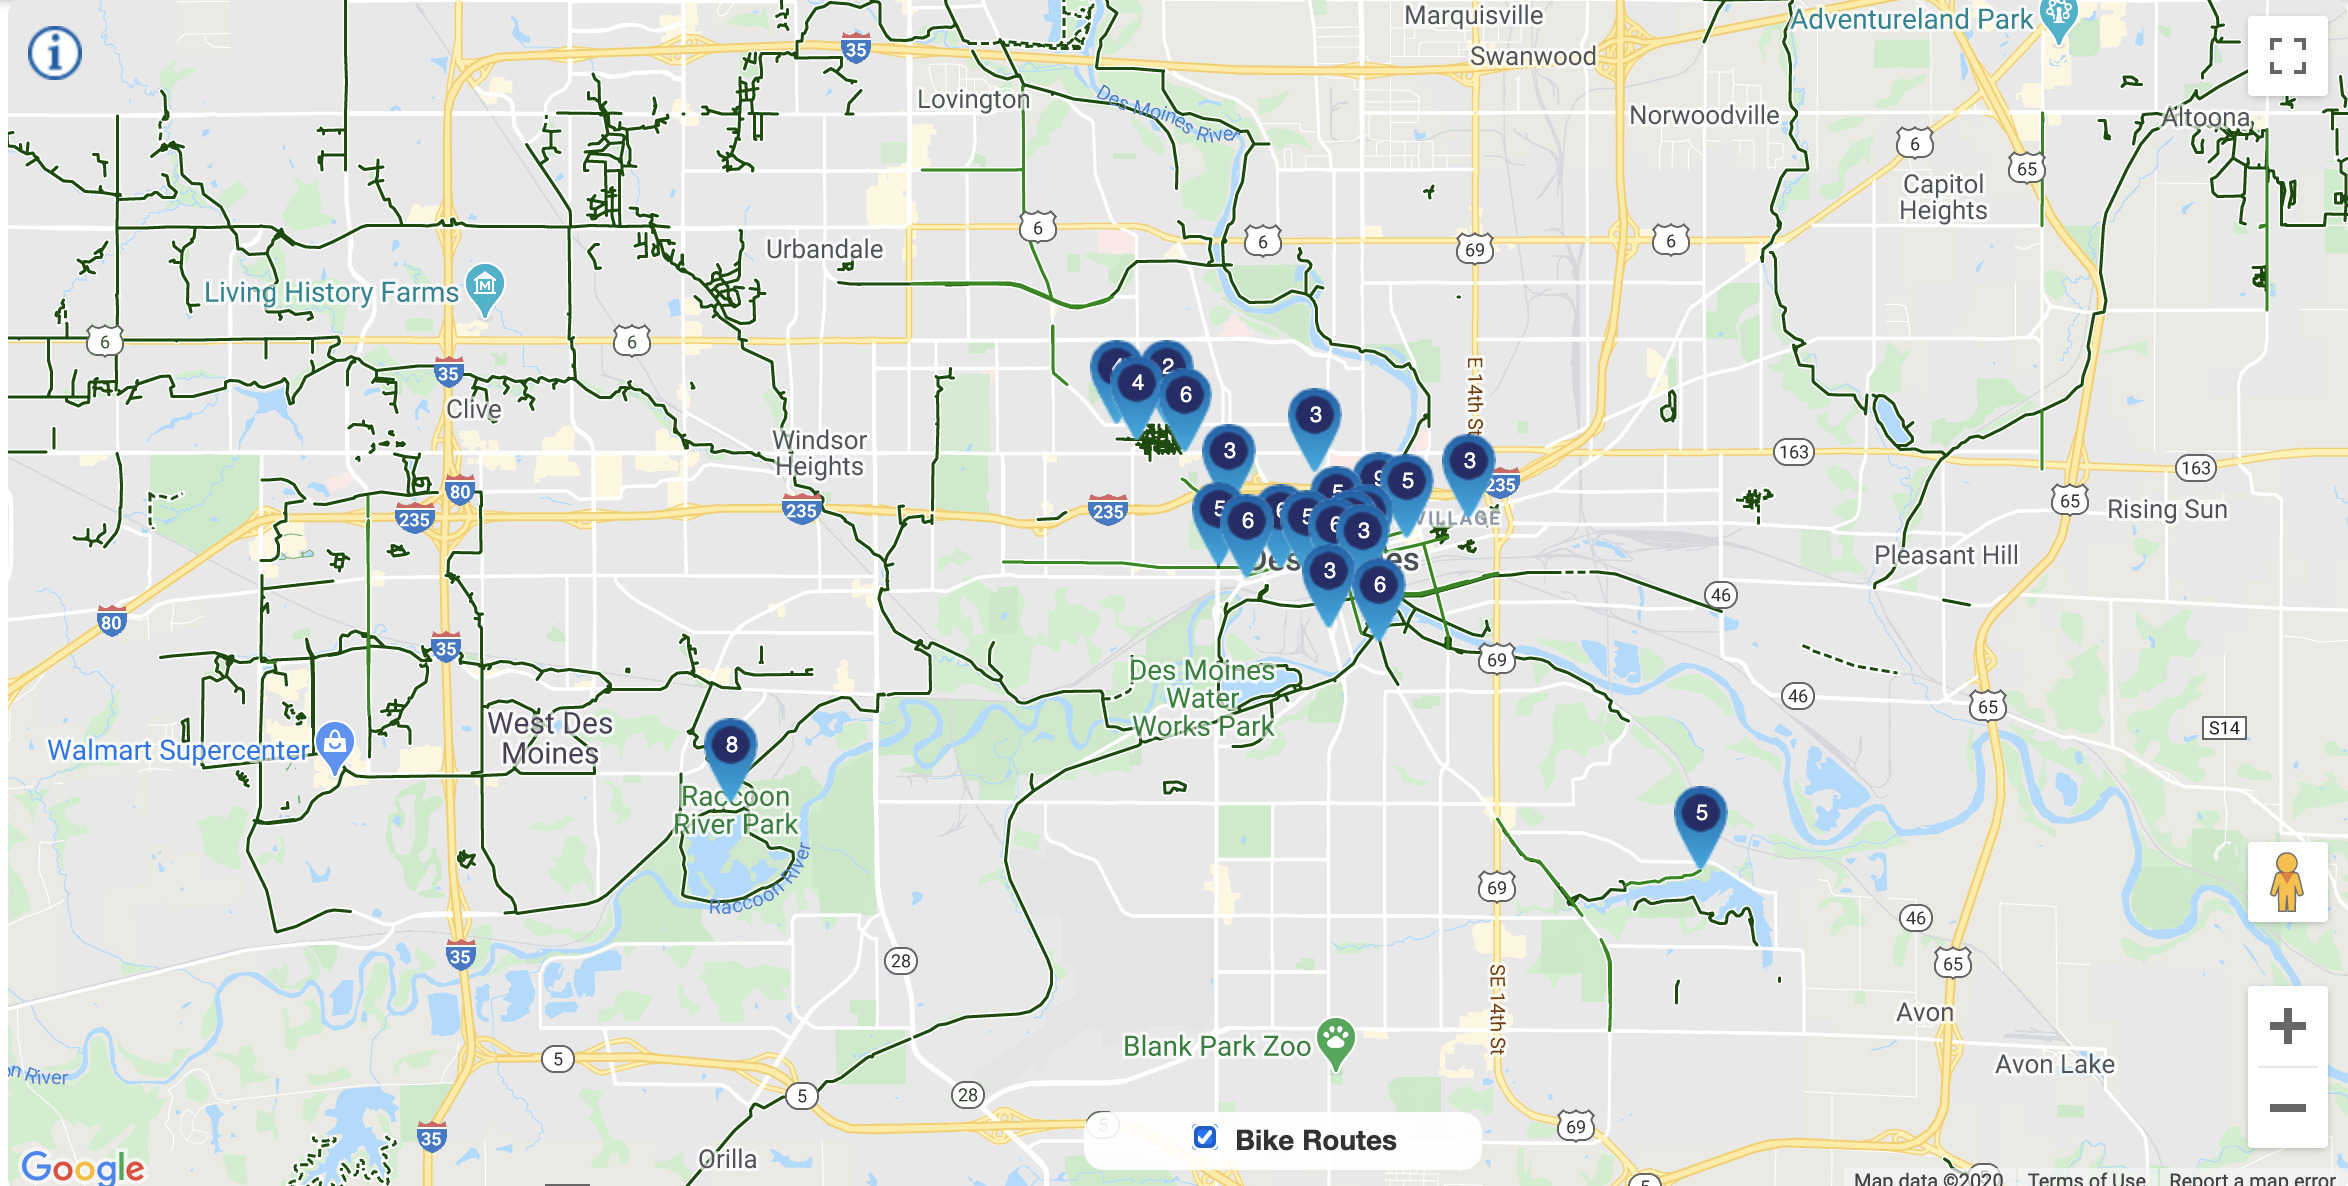 Marquisville
Adventureland Park
35
Swanwood
Lovington
Des Moines River
Norwoodville
Altoona
6
65
Capitol
Heights
6
6
69
6
Urbandale
Living History Farms
6
6
35
E 14th St
4
2
4
6
3
Clive
Windsor
Heights
3
3
163
163
80
235
235
235
235
5
9
5
65
Rising Sun
5
6
6
5
6
3
VILLAGE
Pleasant Hill
3
6
46
80
35
69
Des Moines
Water
Works Park
46
65
S14
West Des
Moines
Walmart Supercenter
8
Raccoon
River Park
5
Raccoon River
69
46
28
35
65
SE 14th St
Avon
Blank Park Zoo
Avon Lake
5
River
5
28
5
69
35
Bike Routes
Orilla
Google
5
Map data ©2020
Terms of Use
Report a map error